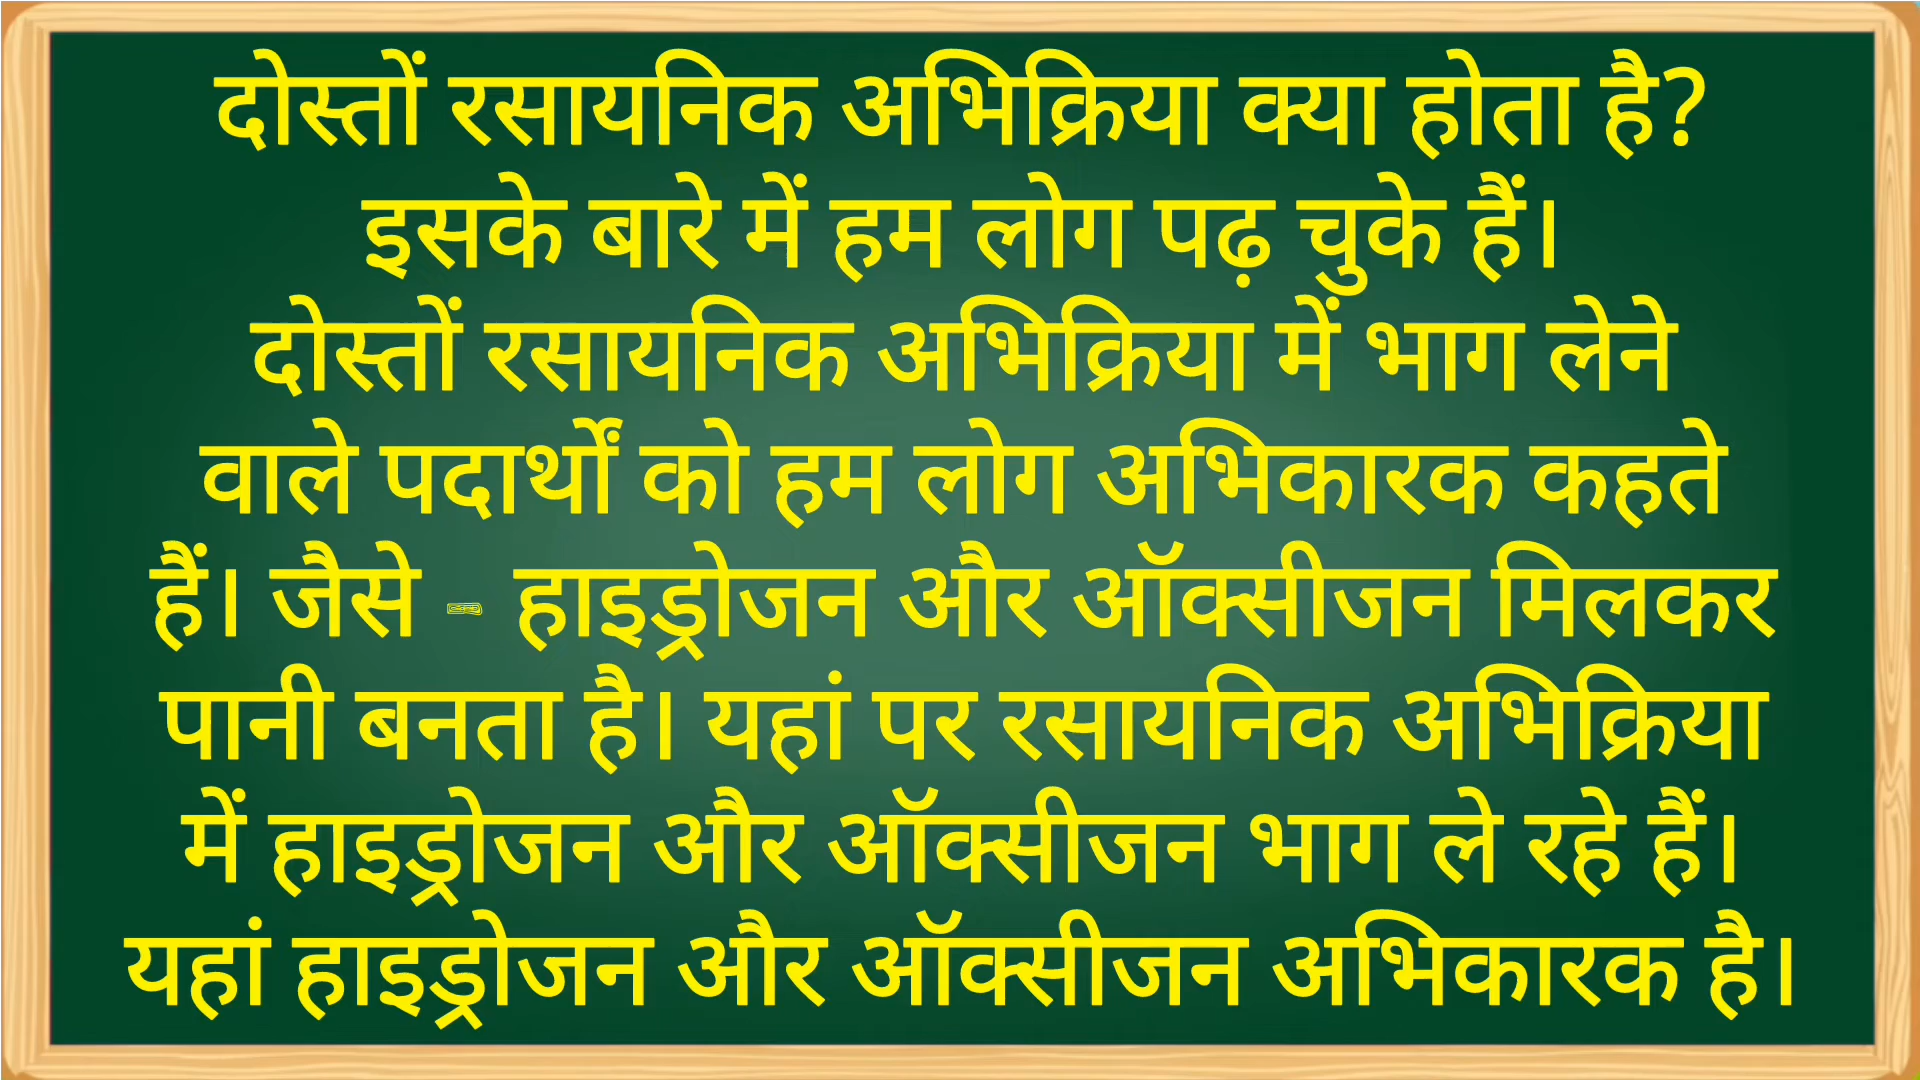 दोस्तों रसायनिक अभिक्रिया क्या होता है?
इसके बारे में हम लोग पढ़ चुके हैं।
दोस्तों रसायनिक अभिक्रिया में भाग लेने
वाले पदार्थों को हम लोग अभिकारक कहते
हैं। जैसे - हाइड्रोजन और ऑक्सीजन मिलकर
पानी बनता है। यहां पर रसायनिक अभिक्रिया
में हाइड्रोजन और ऑक्सीजन भाग ले रहे हैं।
यहां हाइड्रोजन और ऑक्सीजन अभिकारक है।